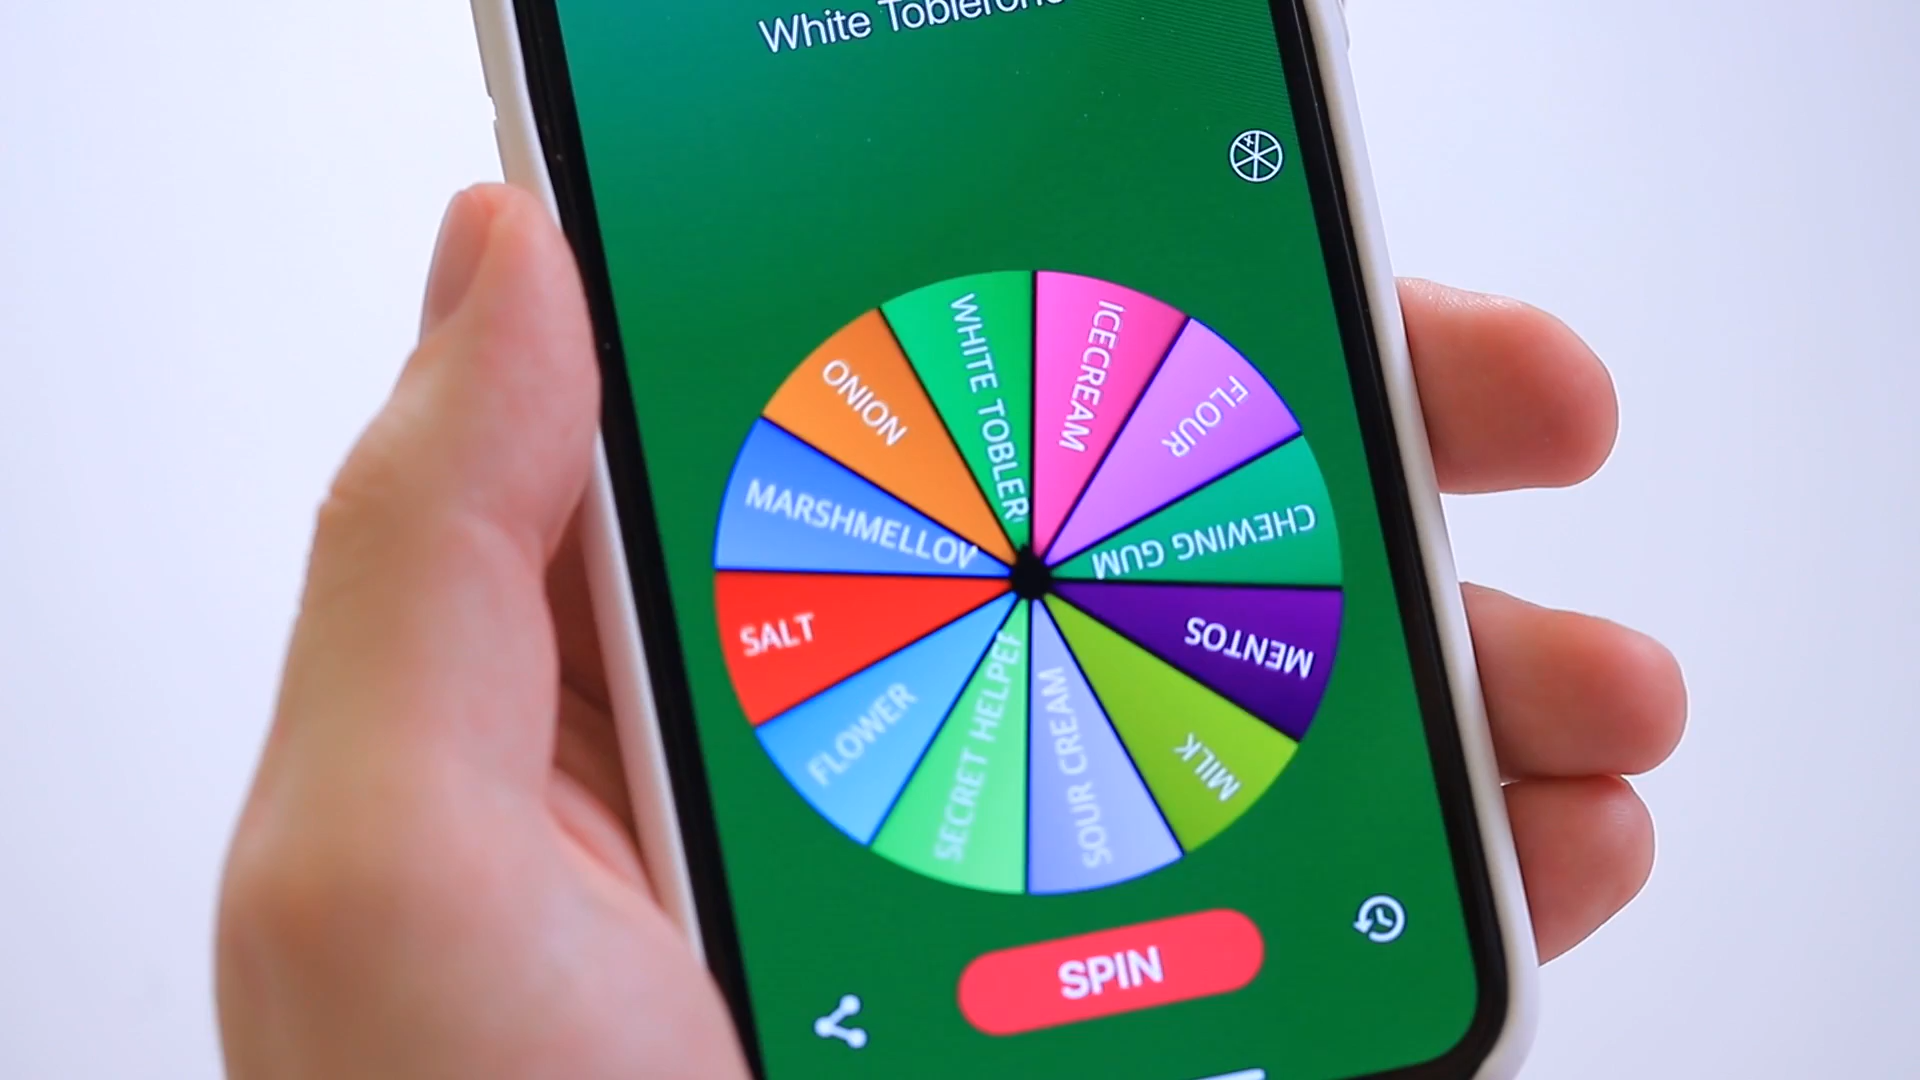 White Toblerone
ICECREAM
FLOUR
CHEWING GUM
MENTOS
MILK
SOUR CREAM
SECRET HELPER
FLOWER
SALT
MARSHMELLOW
ONION
WHITE TOBLER
SPIN